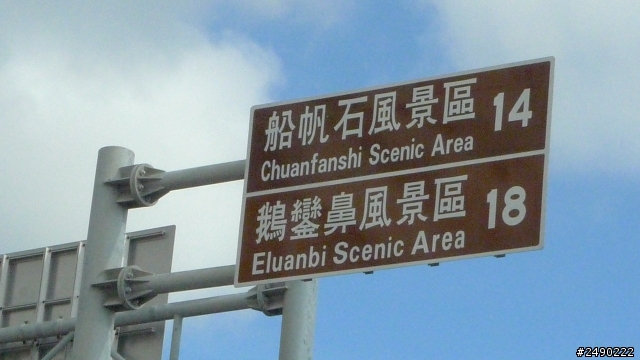 船帆石風景區 14
Chuanfanshi Scenic Area
鵝鑾鼻風景區 18
Eluanbi Scenic Area
#2490222